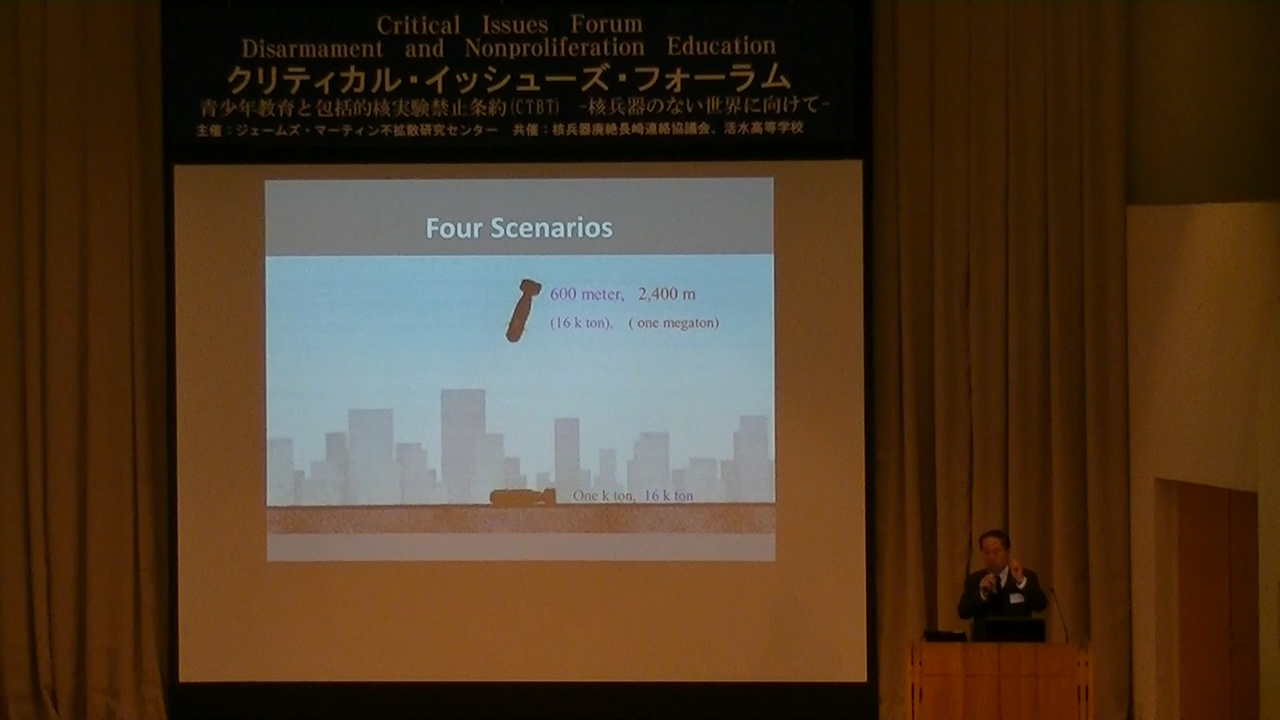 Critical Issues Forum
Disarmament and Nonproliferation Education
クリティカル・イッシューズ・フォーラム
青少年教育と包括的核実験禁止条約(CTBT) -核兵器のない世界に向けて-
主催：ジェームズ・マーティン不拡散研究センター 共催：核兵器廃絶長崎連絡協議会、活水高等学校
Four Scenarios
600 meter, 2,400 m
(16 k ton), ( one megaton)
One k ton, 16 k ton